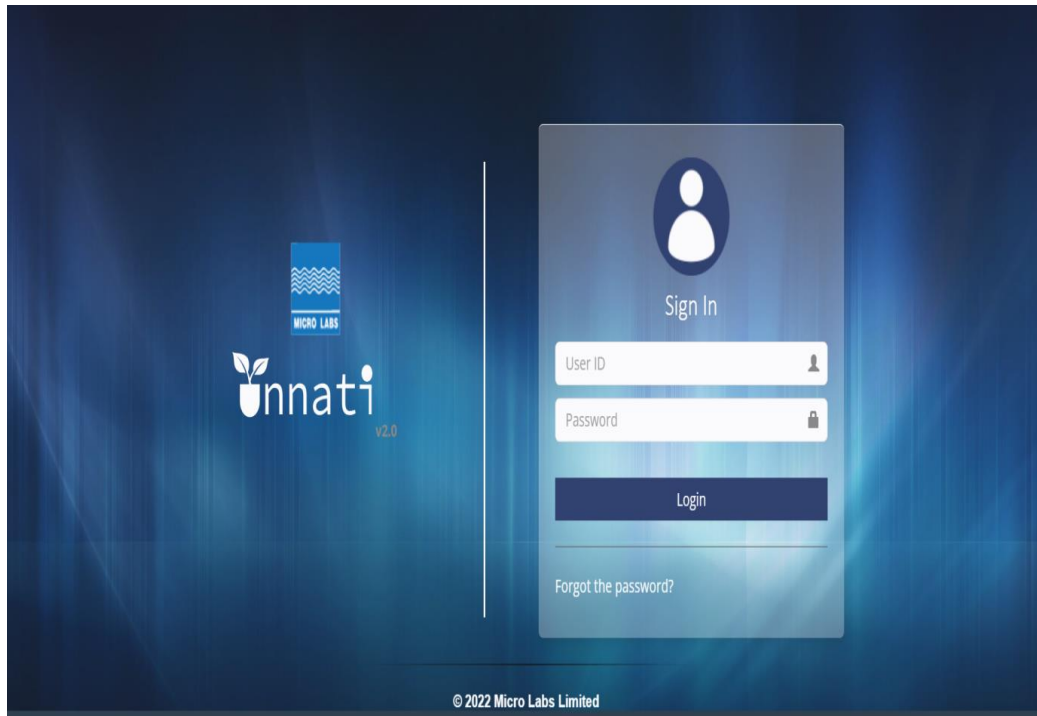 MICRO LABS
unnati
v2.0
Sign In
User ID
Password
Login
Forgot the password?
© 2022 Micro Labs Limited